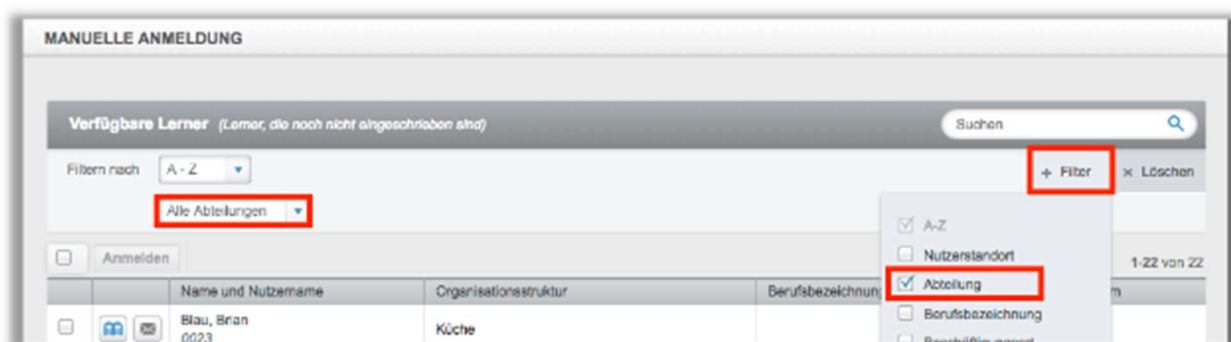 MANUELLE ANMELDUNG
Verfügbare Lerner (Lerner, die noch nicht eingeschrieben sind)
Suchen
Filtern nach A - Z
+ Filter × Löschen
Alle Abteilungen
A-Z
Nutzerstandort
Anmelden
1-22 von 22
Abteilung
Name und Nutzername Organisationsstruktur Berufsbezeichnung
Berufsbezeichnung
Blau, Brian
Küche
0023